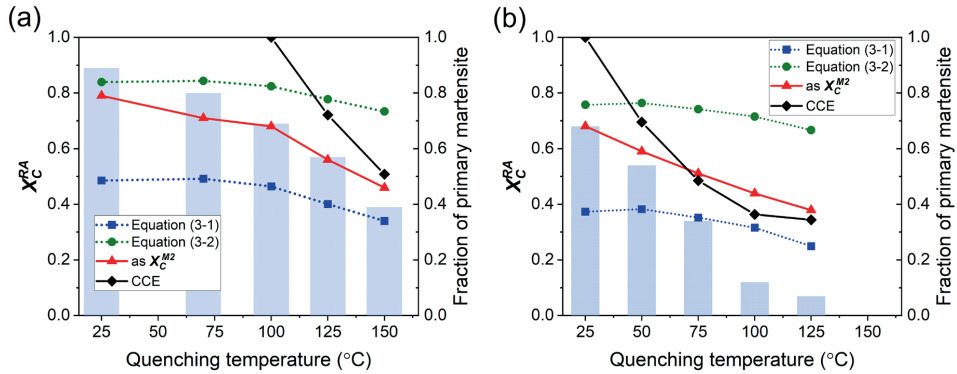 (a)
X_C^RA
1.0
0.8
0.6
0.4
0.2
0.0
Equation (3-1)
Equation (3-2)
as X_C^M2
CCE
1.0
0.8
0.6
0.4
0.2
0.0
Fraction of primary martensite
25 50 75 100 125 150
Quenching temperature (°C)
(b)
X_C^RA
1.0
0.8
0.6
0.4
0.2
0.0
Equation (3-1)
Equation (3-2)
as X_C^M2
CCE
1.0
0.8
0.6
0.4
0.2
0.0
Fraction of primary martensite
25 50 75 100 125 150
Quenching temperature (°C)